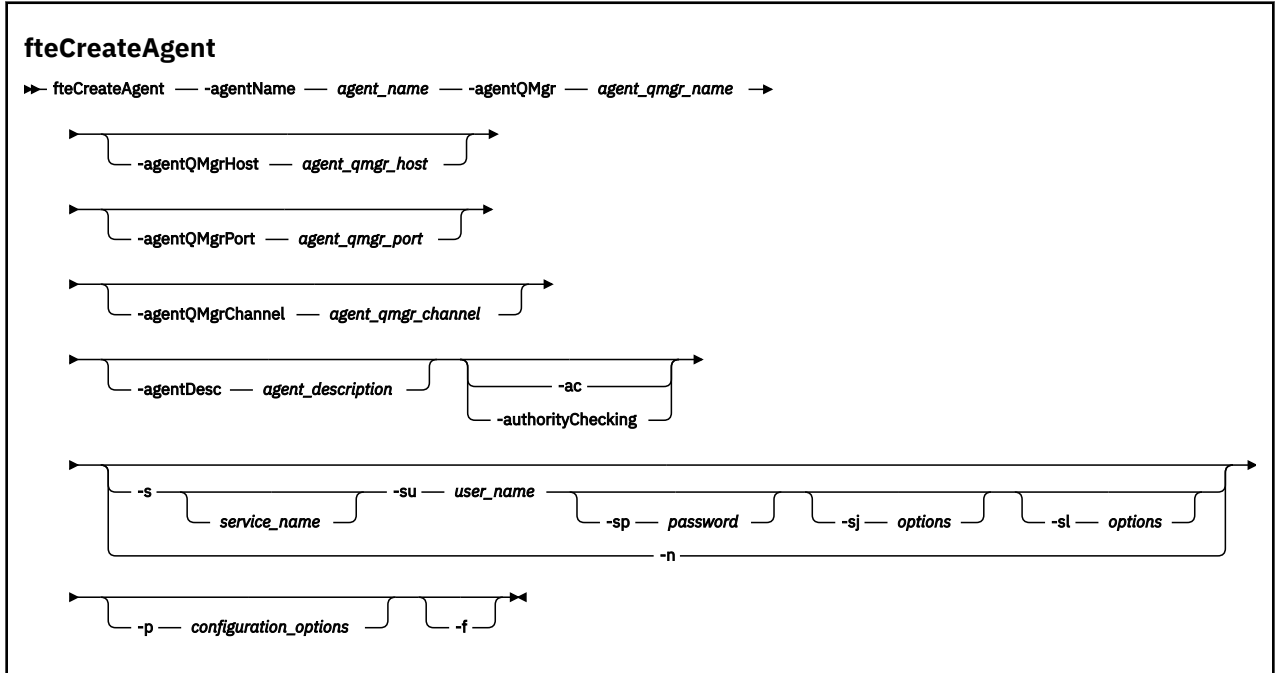 fteCreateAgent
fteCreateAgent -agentName agent_name -agentQMgr agent_qmgr_name
-agentQMgrHost agent_qmgr_host
-agentQMgrPort agent_qmgr_port
-agentQMgrChannel agent_qmgr_channel
-ac
-agentDesc agent_description
-authorityChecking
-s -su user_name
service_name -sp password -sj options -sl options
-n
-p configuration_options -f